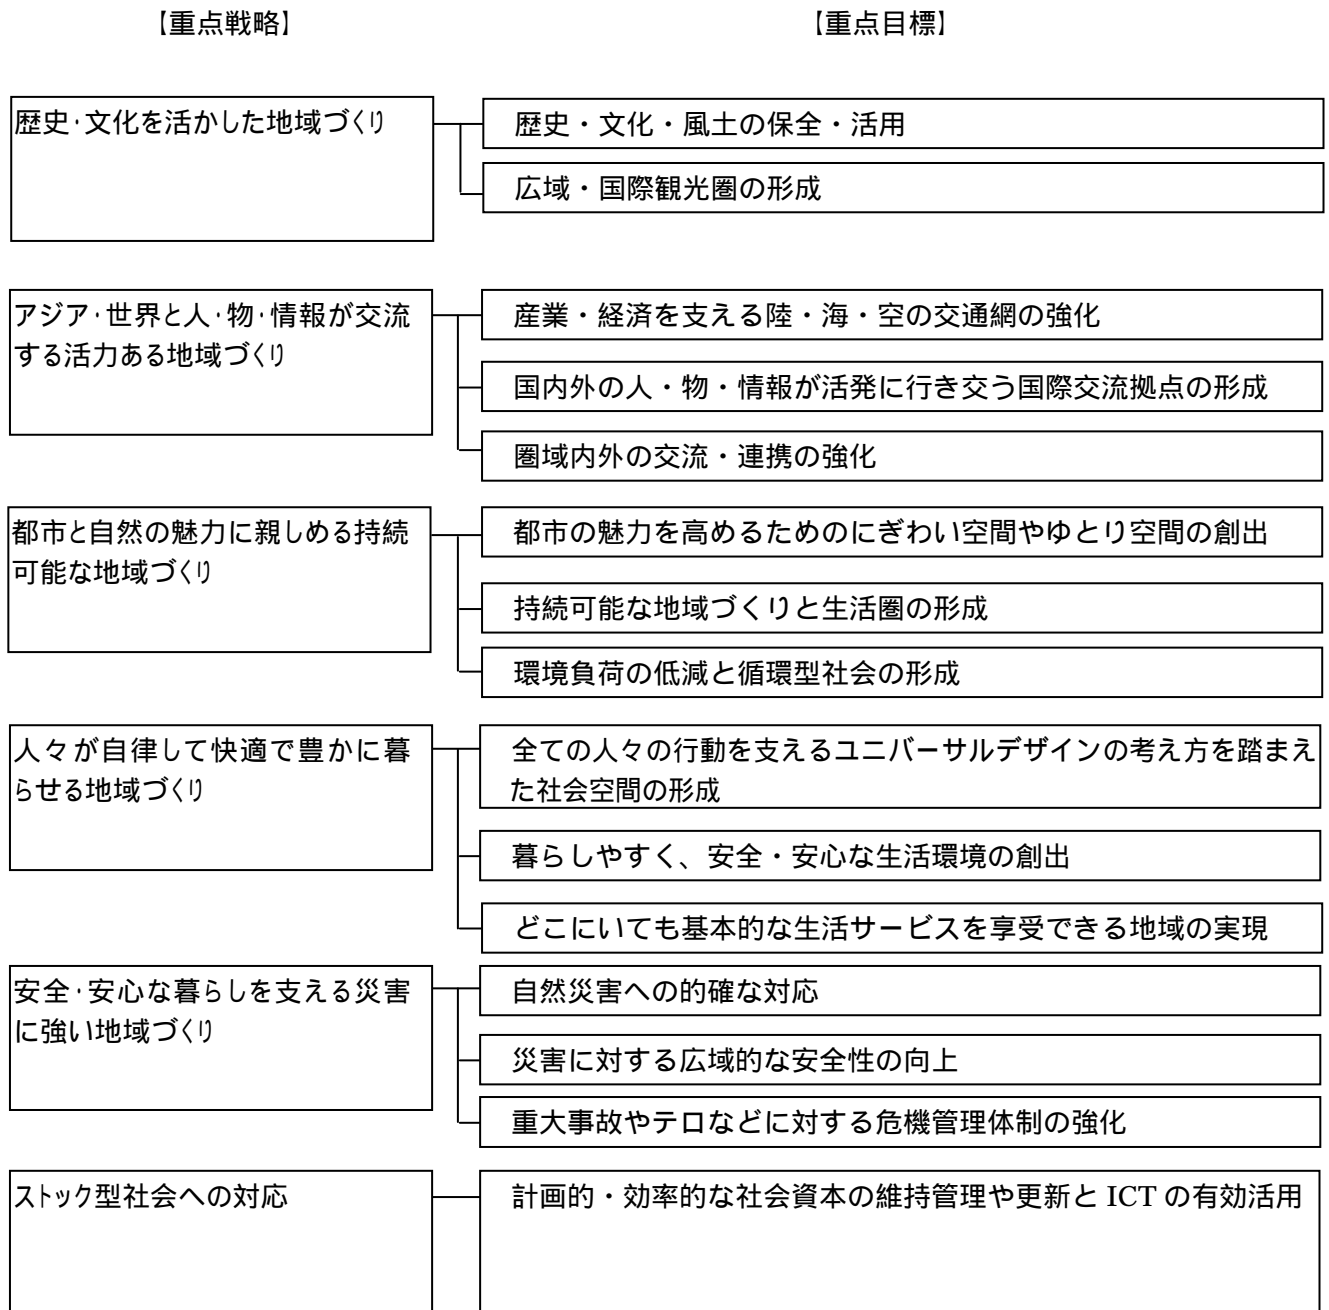 【重点戦略】
【重点目標】
歴史・文化を活かした地域づくり
歴史・文化・風土の保全・活用
広域・国際観光圏の形成
アジア・世界と人・物・情報が交流
する活力ある地域づくり
産業・経済を支える陸・海・空の交通網の強化
国内外の人・物・情報が活発に行き交う国際交流拠点の形成
圏域内外の交流・連携の強化
都市と自然の魅力に親しめる持続
可能な地域づくり
都市の魅力を高めるためのにぎわい空間やゆとり空間の創出
持続可能な地域づくりと生活圏の形成
環境負荷の低減と循環型社会の形成
人々が自律して快適で豊かに暮
らせる地域づくり
全ての人々の行動を支えるユニバーサルデザインの考え方を踏まえ
た社会空間の形成
暮らしやすく、安全・安心な生活環境の創出
どこにいても基本的な生活サービスを享受できる地域の実現
安全・安心な暮らしを支える災害
に強い地域づくり
自然災害への的確な対応
災害に対する広域的な安全性の向上
重大事故やテロなどに対する危機管理体制の強化
ストック型社会への対応
計画的・効率的な社会資本の維持管理や更新と ICT の有効活用